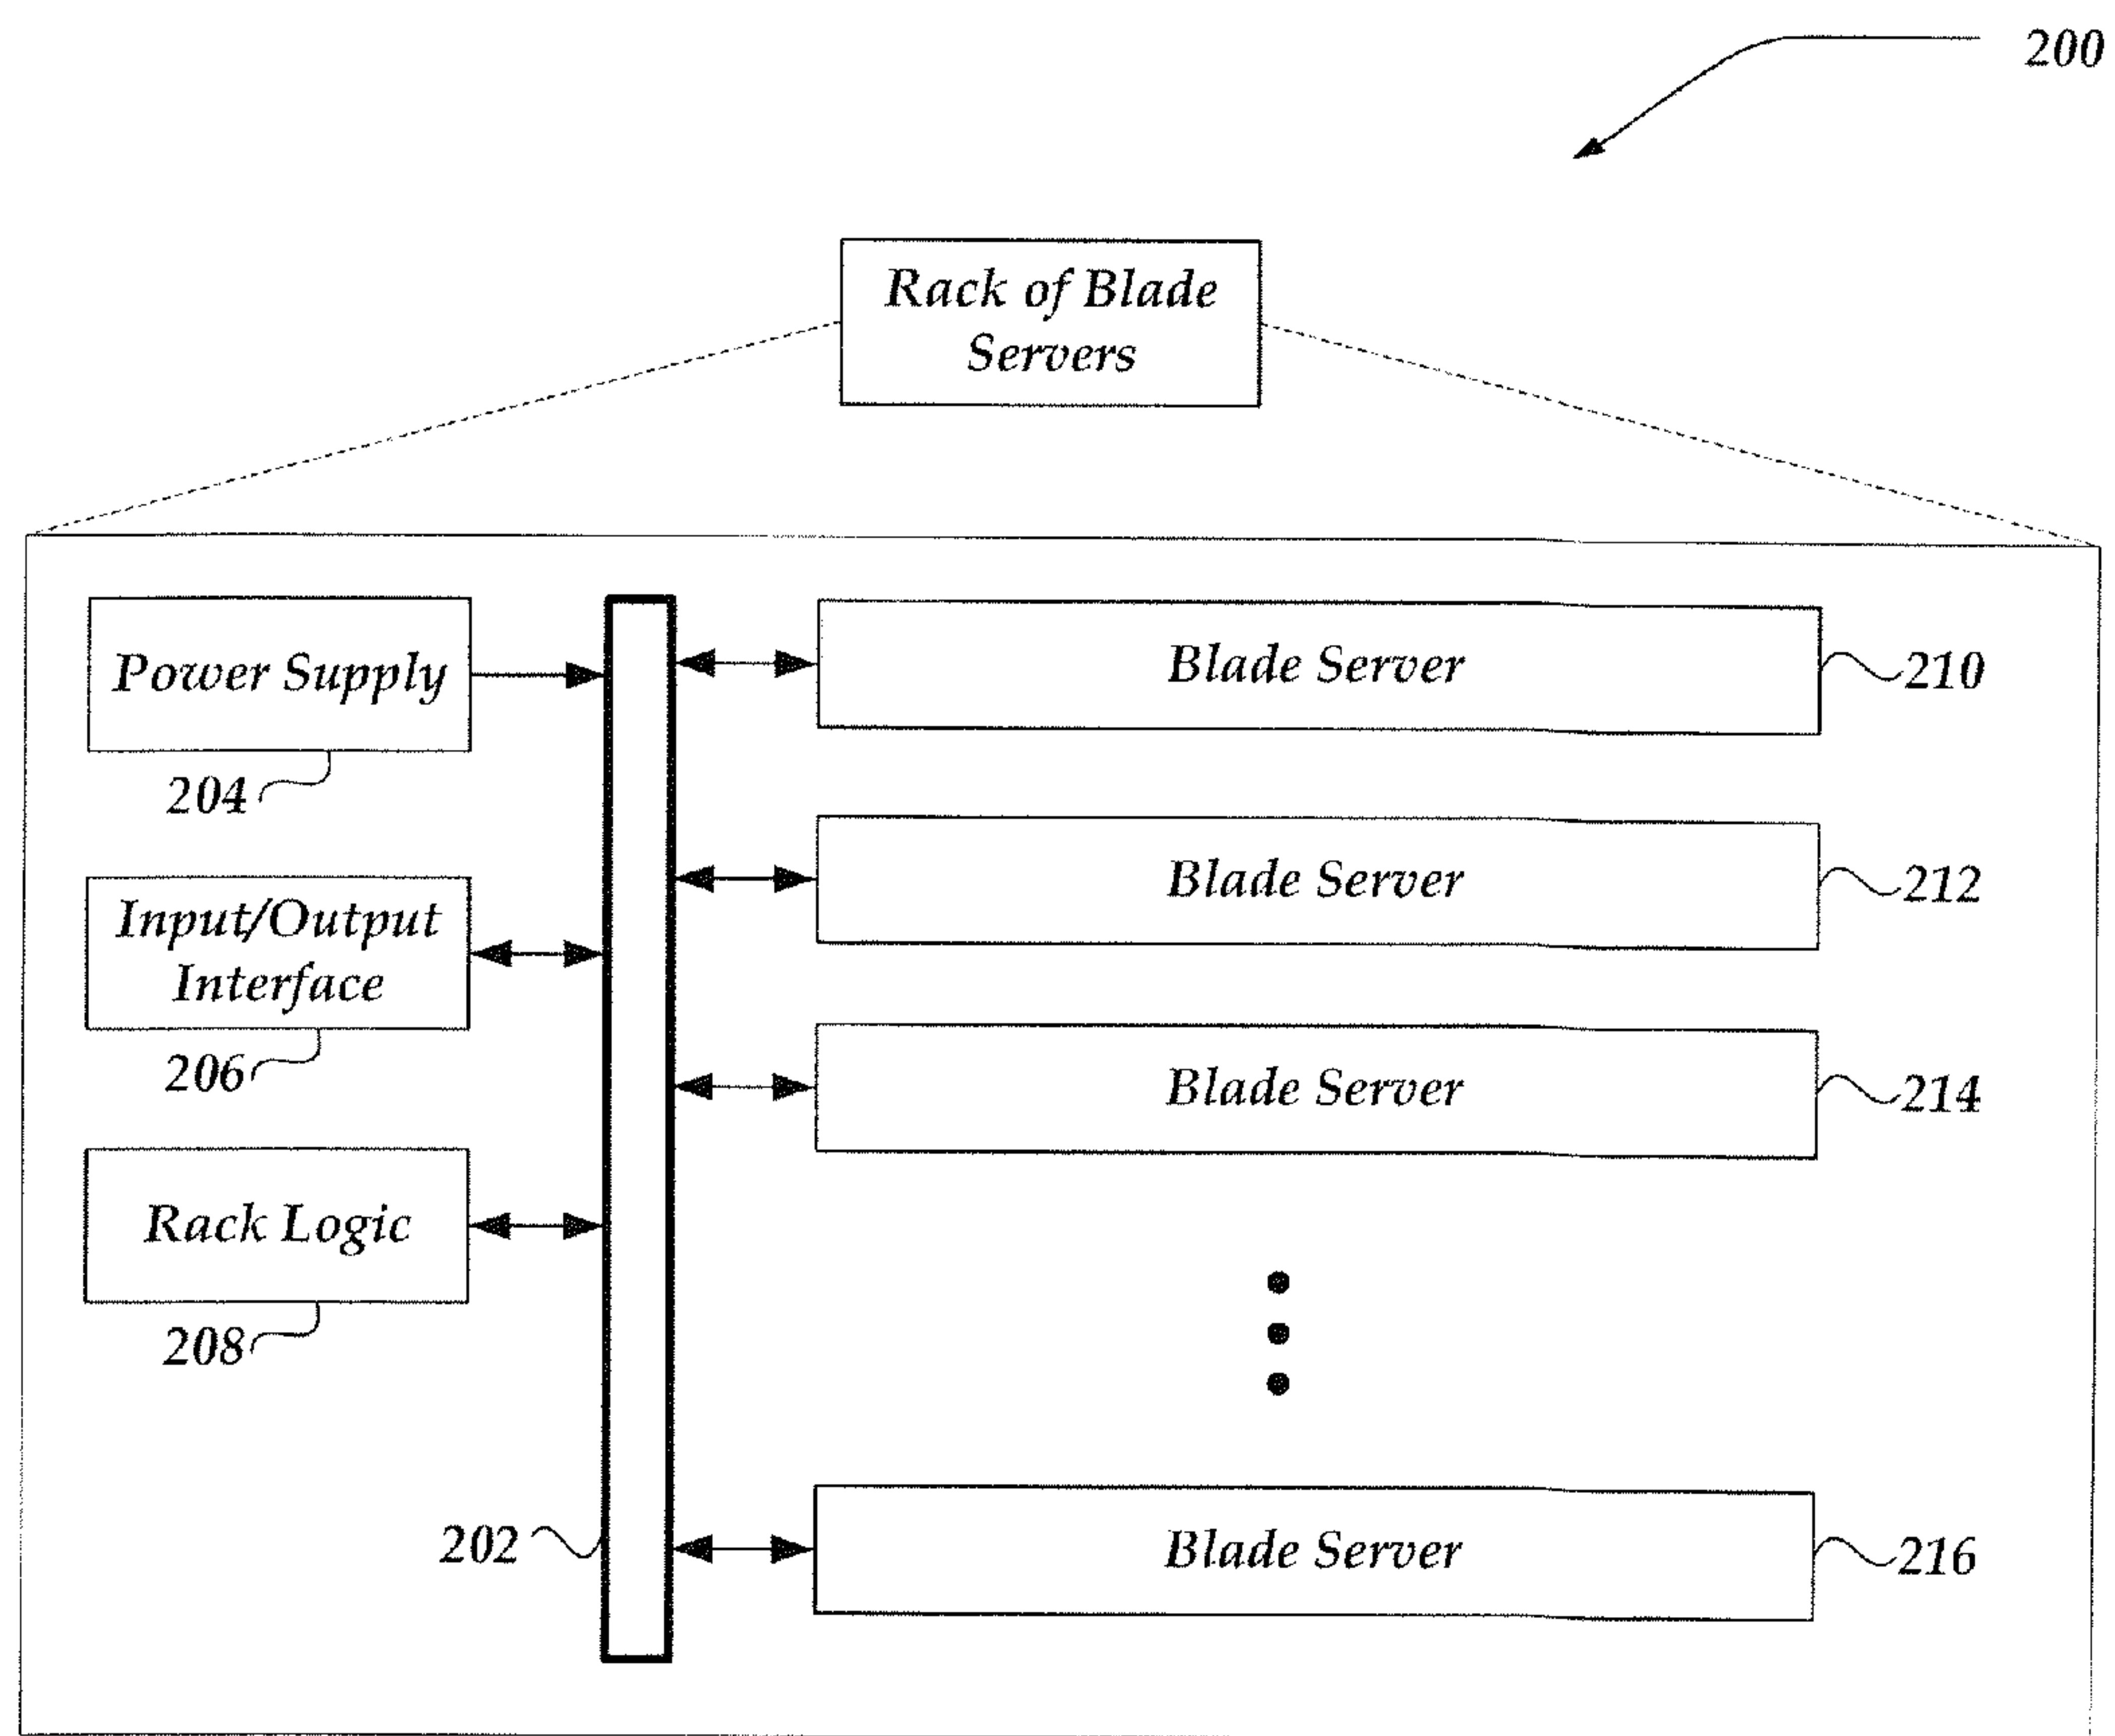 200
Rack of Blade
Servers
Power Supply
204
Input/Output
Interface
206
Rack Logic
208
202
Blade Server
210
Blade Server
212
Blade Server
214
Blade Server
216